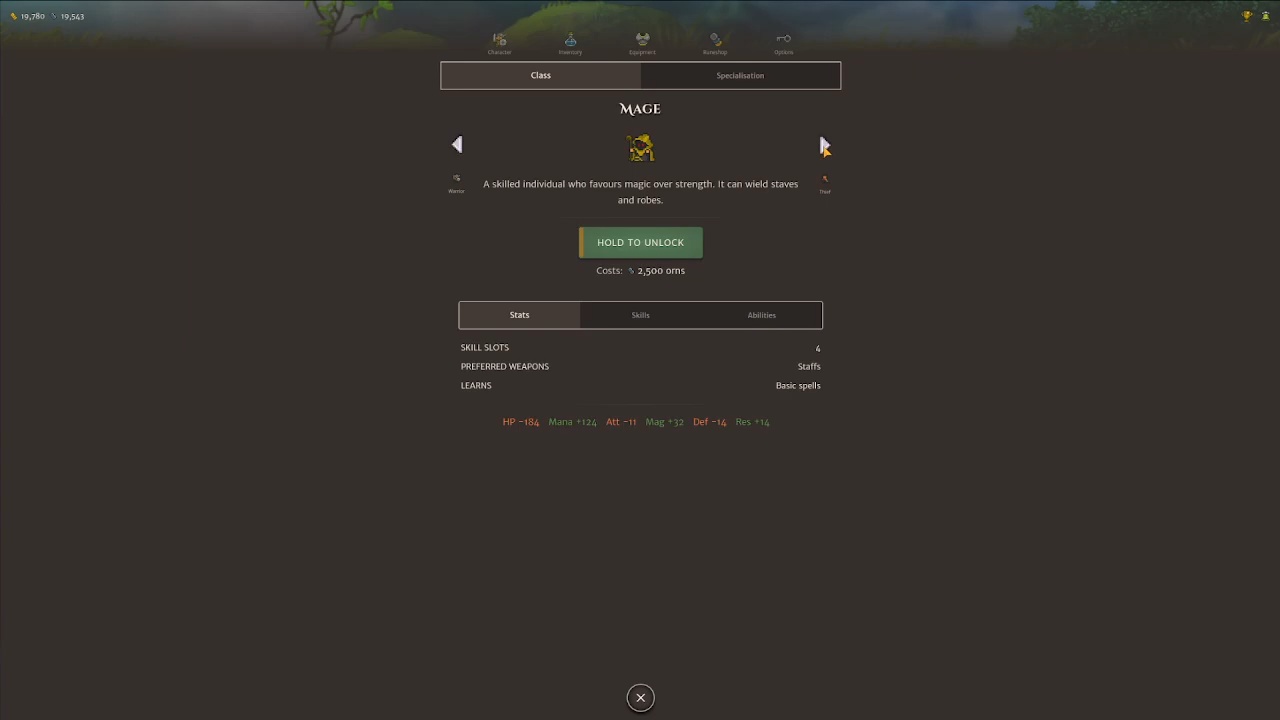 19,780 19,543
Character Inventory Equipment Runeshop Options
Class Specialisation
Mage
Warrior Thief
A skilled individual who favours magic over strength. It can wield staves
and robes.
HOLD TO UNLOCK
Costs: 2,500 orns
Stats Skills Abilities
SKILL SLOTS 4
PREFERRED WEAPONS Staffs
LEARNS Basic spells
HP -184 Mana +124 Att -11 Mag +32 Def -14 Res +14